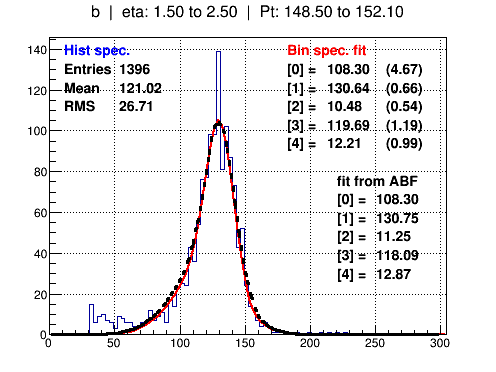 b | eta: 1.50 to 2.50 | Pt: 148.50 to 152.10
Hist spec.
Entries 1396
Mean 121.02
RMS 26.71
Bin spec. fit
[0] = 108.30 (4.67)
[1] = 130.64 (0.66)
[2] = 10.48 (0.54)
[3] = 119.69 (1.19)
[4] = 12.21 (0.99)
fit from ABF
[0] = 108.30
[1] = 130.75
[2] = 11.25
[3] = 118.09
[4] = 12.87
140
120
100
80
60
40
20
0
0 50 100 150 200 250 300